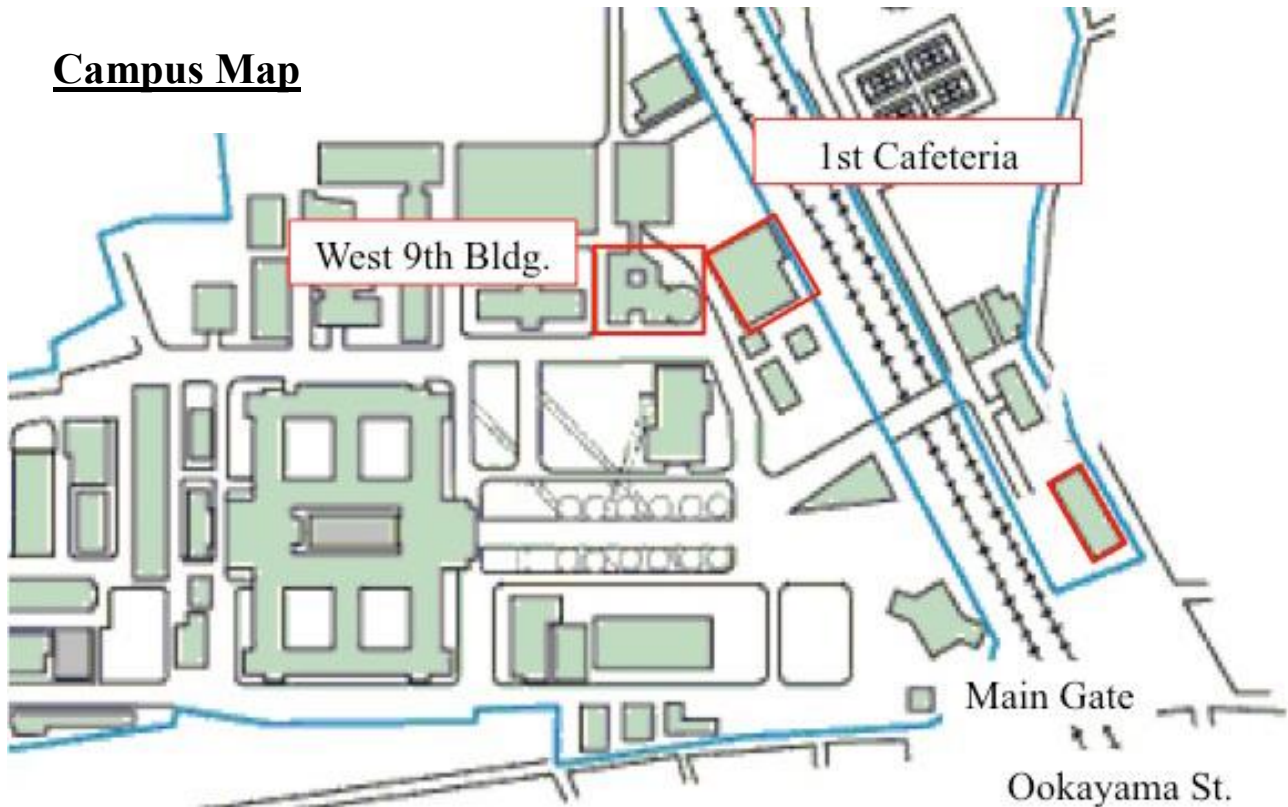 Campus Map
1st Cafeteria
West 9th Bldg.
Main Gate
Ookayama St.